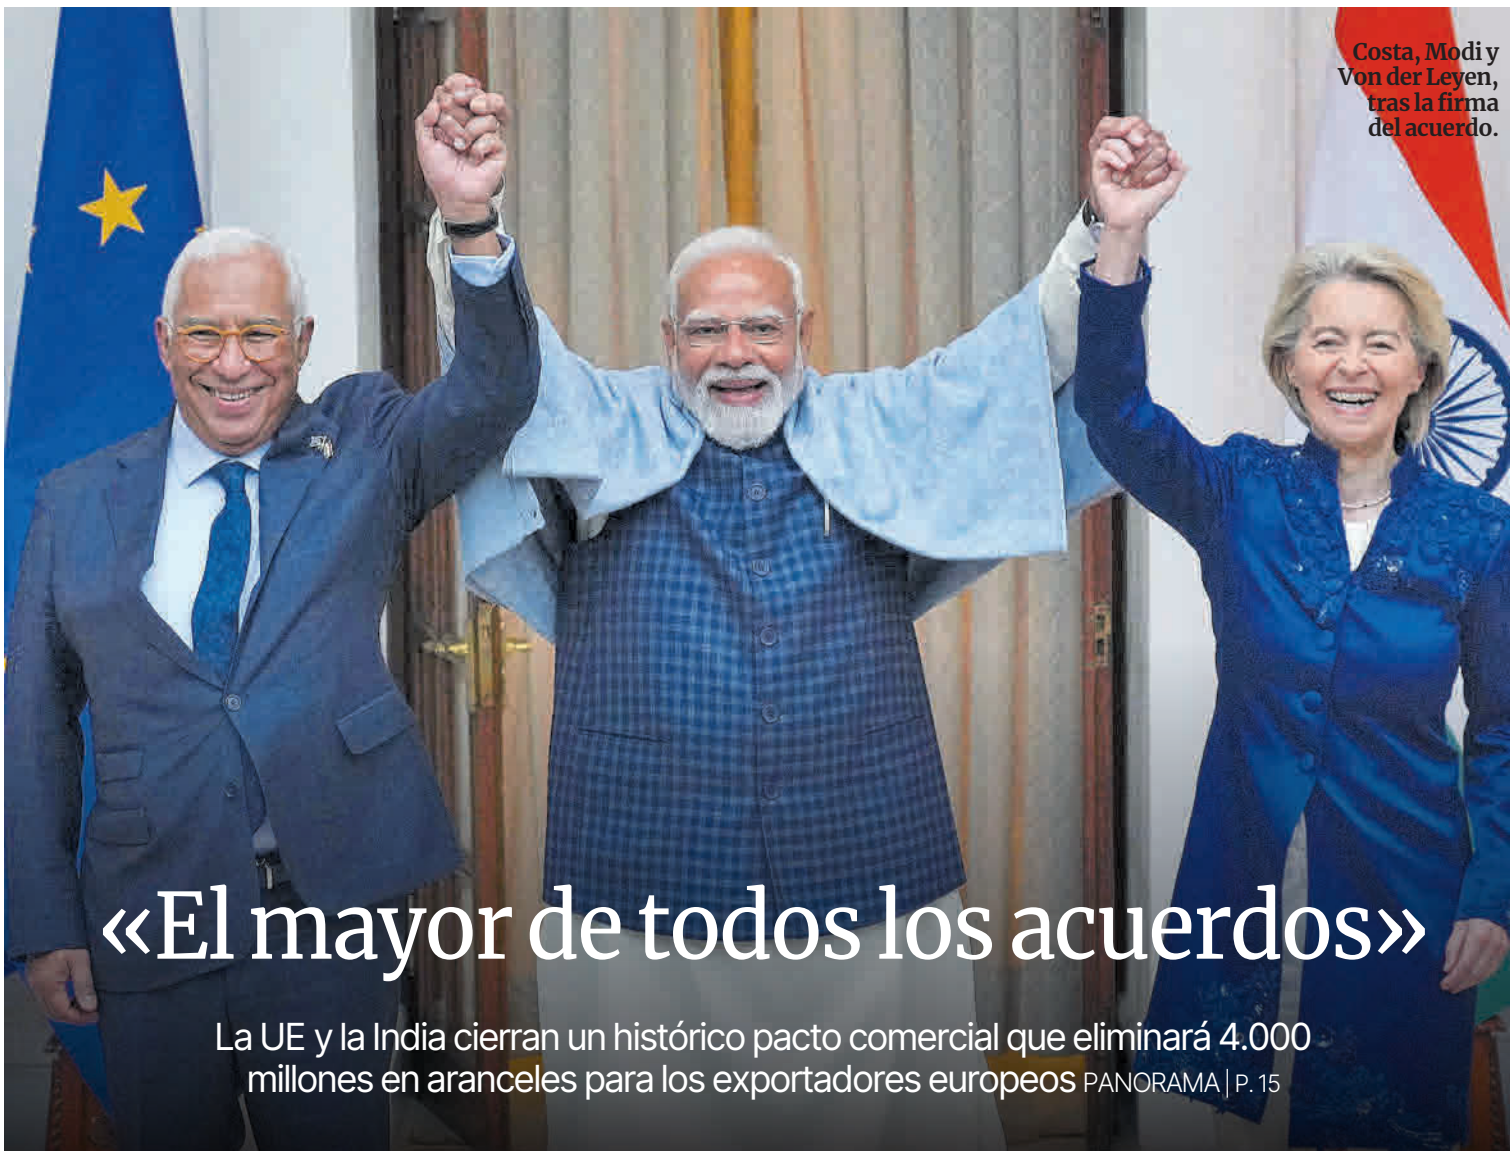 Costa, Modi y
Von der Leyen,
tras la firma
del acuerdo.
«El mayor de todos los acuerdos»
La UE y la India cierran un histórico pacto comercial que eliminará 4.000
millones en aranceles para los exportadores europeos PANORAMA | P. 15